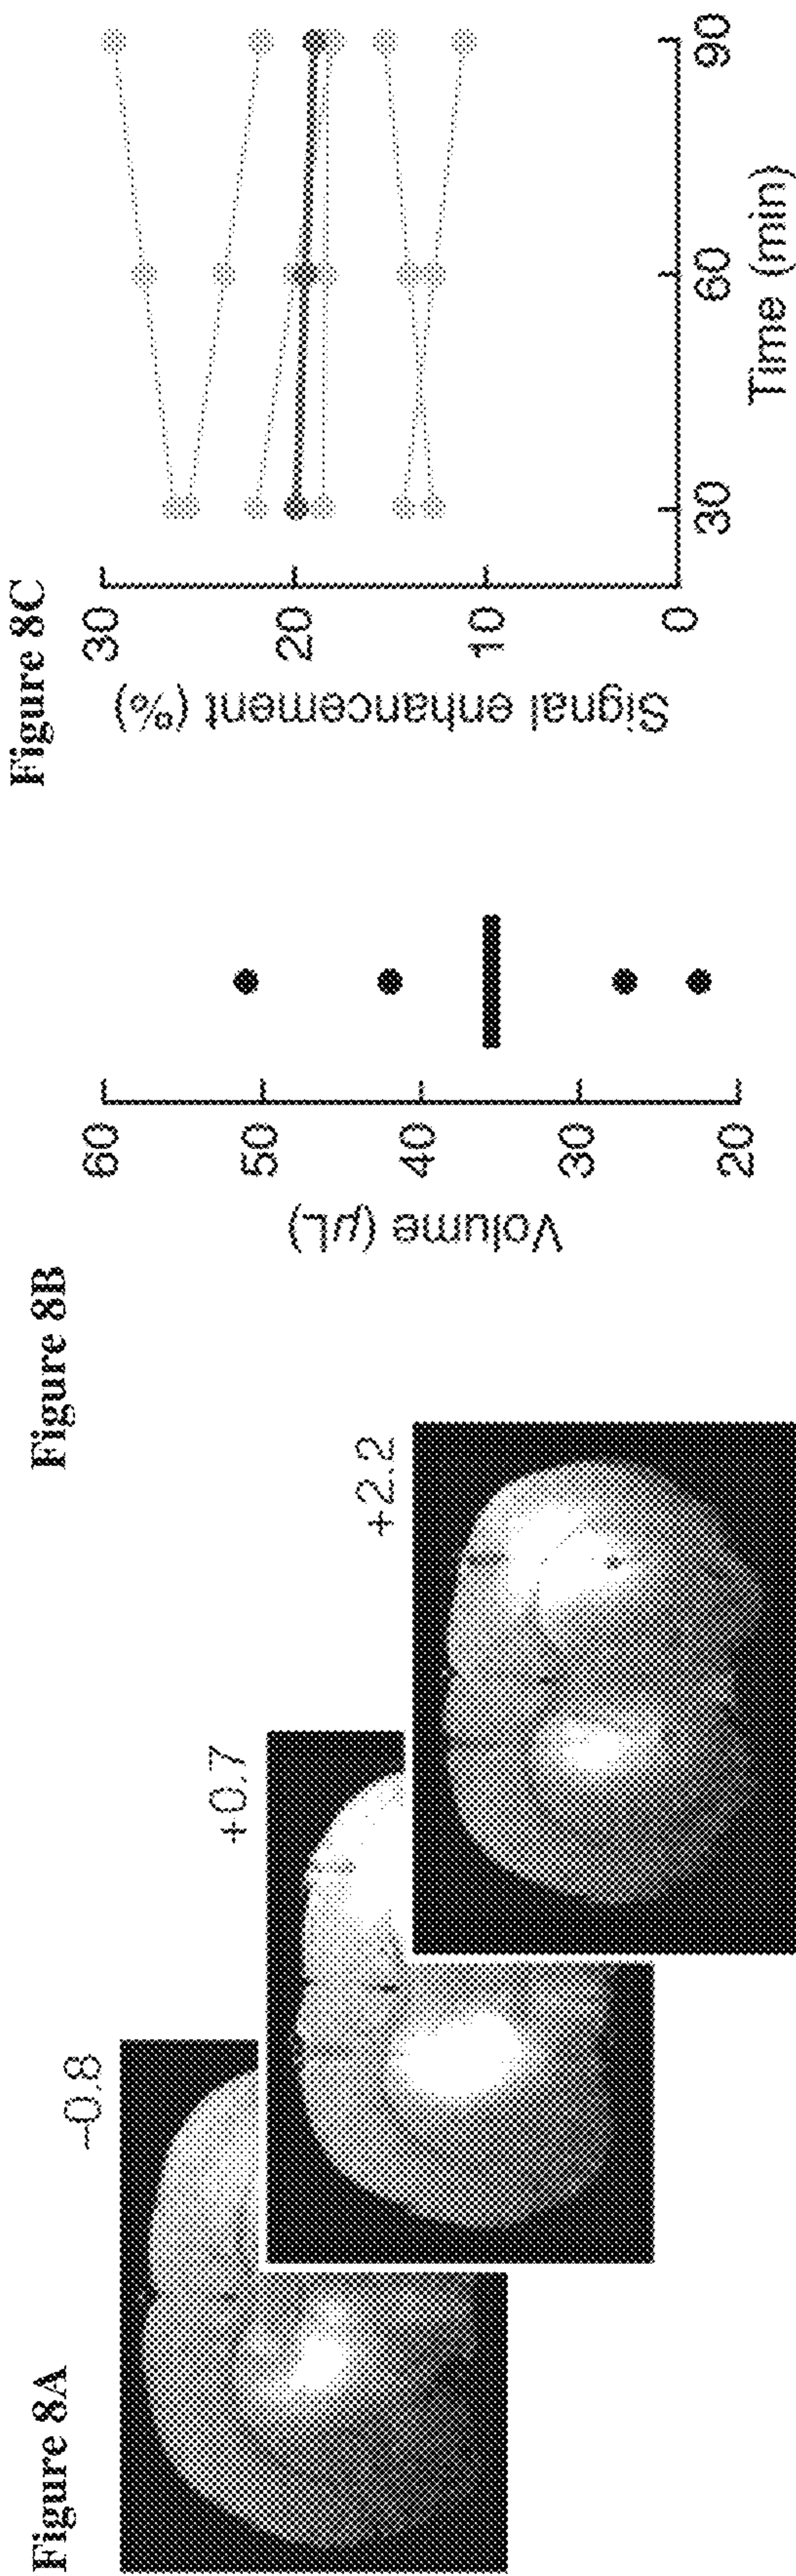 Figure 8A
−0.8
+0.7
+2.2
Figure 8B
Volume (µL)
60
50
40
30
20
Figure 8C
Signal enhancement (%)
30
20
10
0
30
60
90
Time (min)